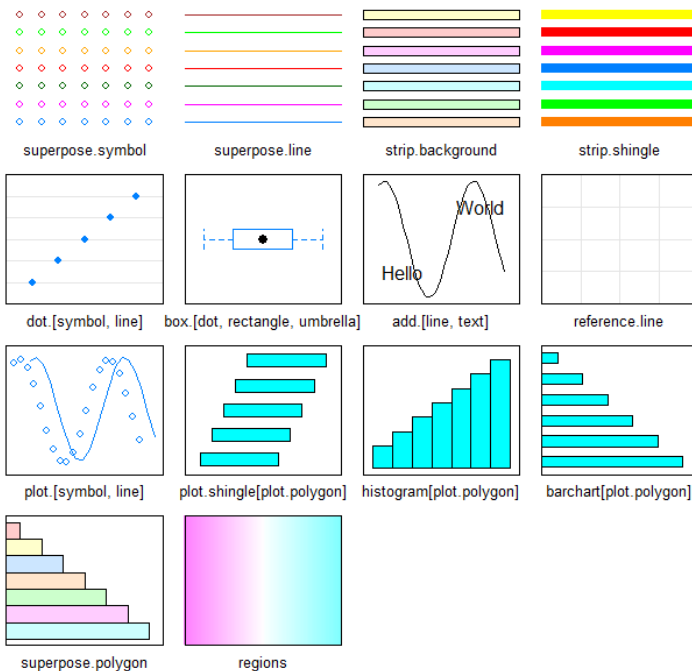 superpose.symbol
superpose.line
strip.background
strip.shingle
World
Hello
dot.[symbol, line]
box.[dot, rectangle, umbrella]
add.[line, text]
reference.line
plot.[symbol, line]
plot.shingle[plot.polygon]
histogram[plot.polygon]
barchart[plot.polygon]
superpose.polygon
regions